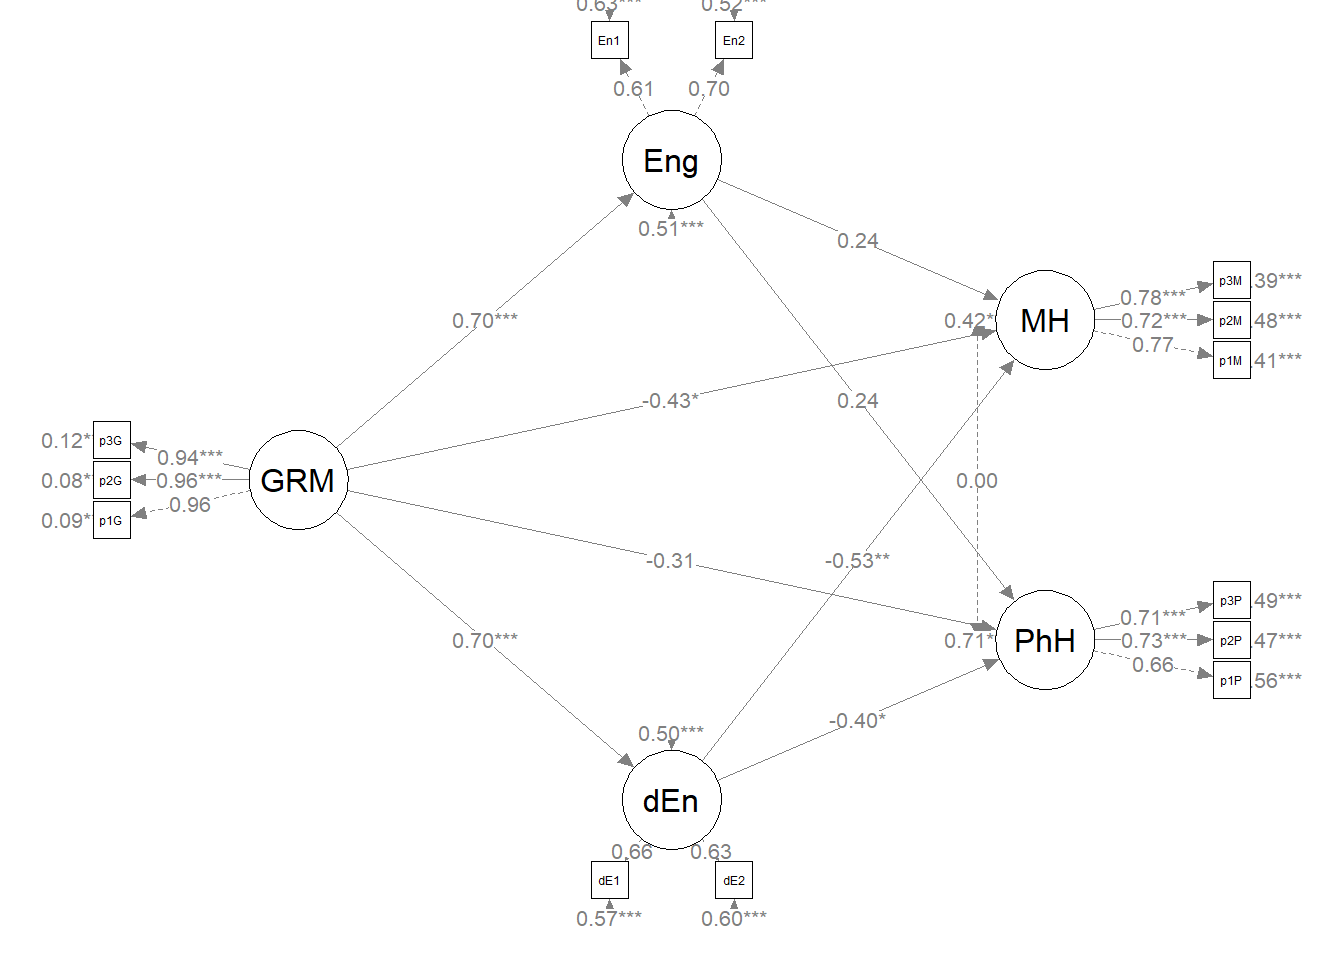 0.63*** 0.52***
En1 En2
0.61 0.70
Eng
0.51***
0.24
p3M .39***
0.78***
0.70*** 0.42* MH 0.72*** p2M .48***
0.77
p1M .41***
-0.43* 0.24
0.12* p3G 0.94***
0.08* p2G 0.96*** GRM 0.00
0.96
0.09* p1G
-0.31 -0.53**
p3P .49***
0.71***
0.70*** 0.71* PhH 0.73*** p2P .47***
0.66
p1P .56***
-0.40*
0.50***
dEn
0.66 0.63
dE1 dE2
0.57*** 0.60***